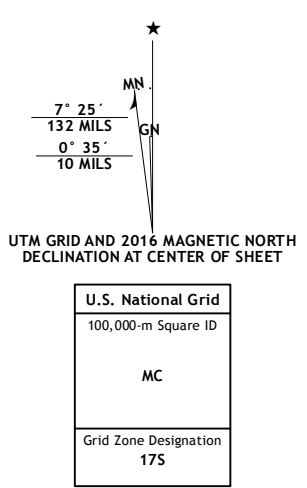 ★
MN
7° 25´
132 MILS
GN
0° 35´
10 MILS
UTM GRID AND 2016 MAGNETIC NORTH
DECLINATION AT CENTER OF SHEET
U.S. National Grid
100,000-m Square ID
MC
Grid Zone Designation
17S